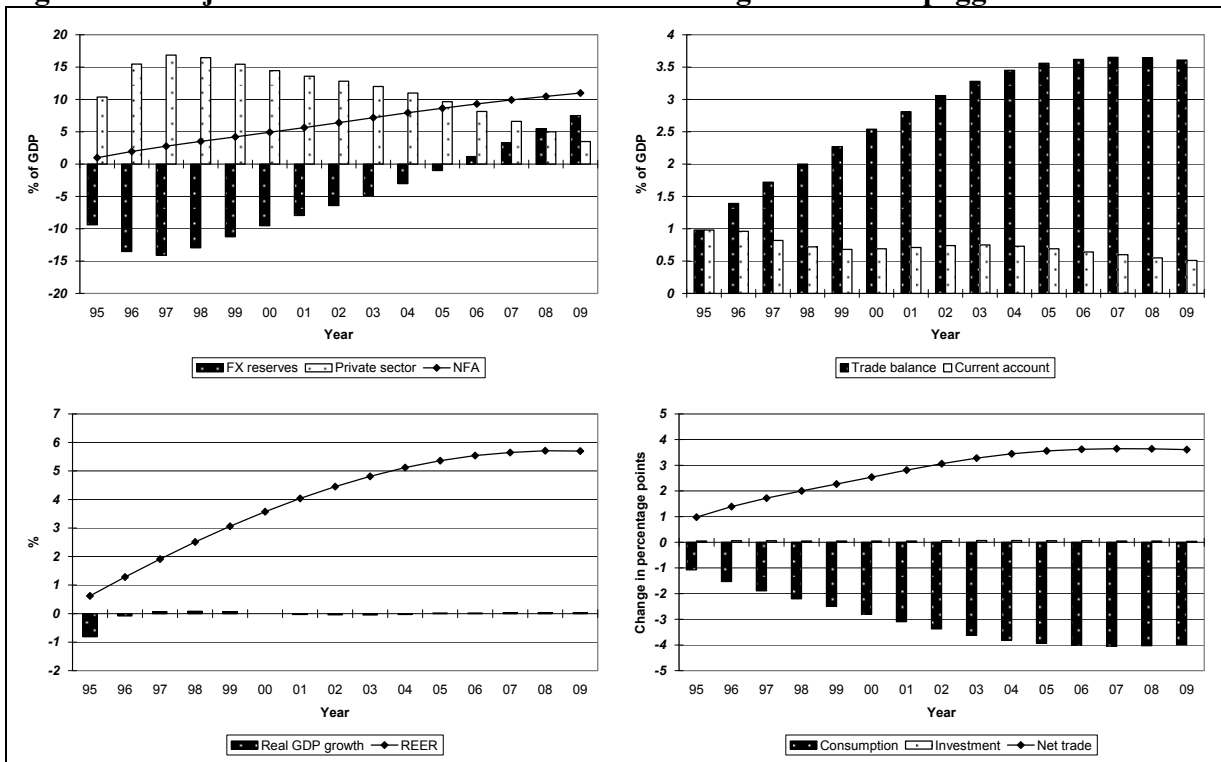 20
15
10
5
0
-5
-10
-15
-20
% of GDP
95 96 97 98 99 00 01 02 03 04 05 06 07 08 09
Year
FX reserves Private sector NFA
4
3.5
3
2.5
2
1.5
1
0.5
0
% of GDP
95 96 97 98 99 00 01 02 03 04 05 06 07 08 09
Year
Trade balance Current account
7
6
5
4
3
2
1
0
-1
-2
%
95 96 97 98 99 00 01 02 03 04 05 06 07 08 09
Year
Real GDP growth REER
5
4
3
2
1
0
-1
-2
-3
-4
-5
Change in percentage points
95 96 97 98 99 00 01 02 03 04 05 06 07 08 09
Year
Consumption Investment Net trade